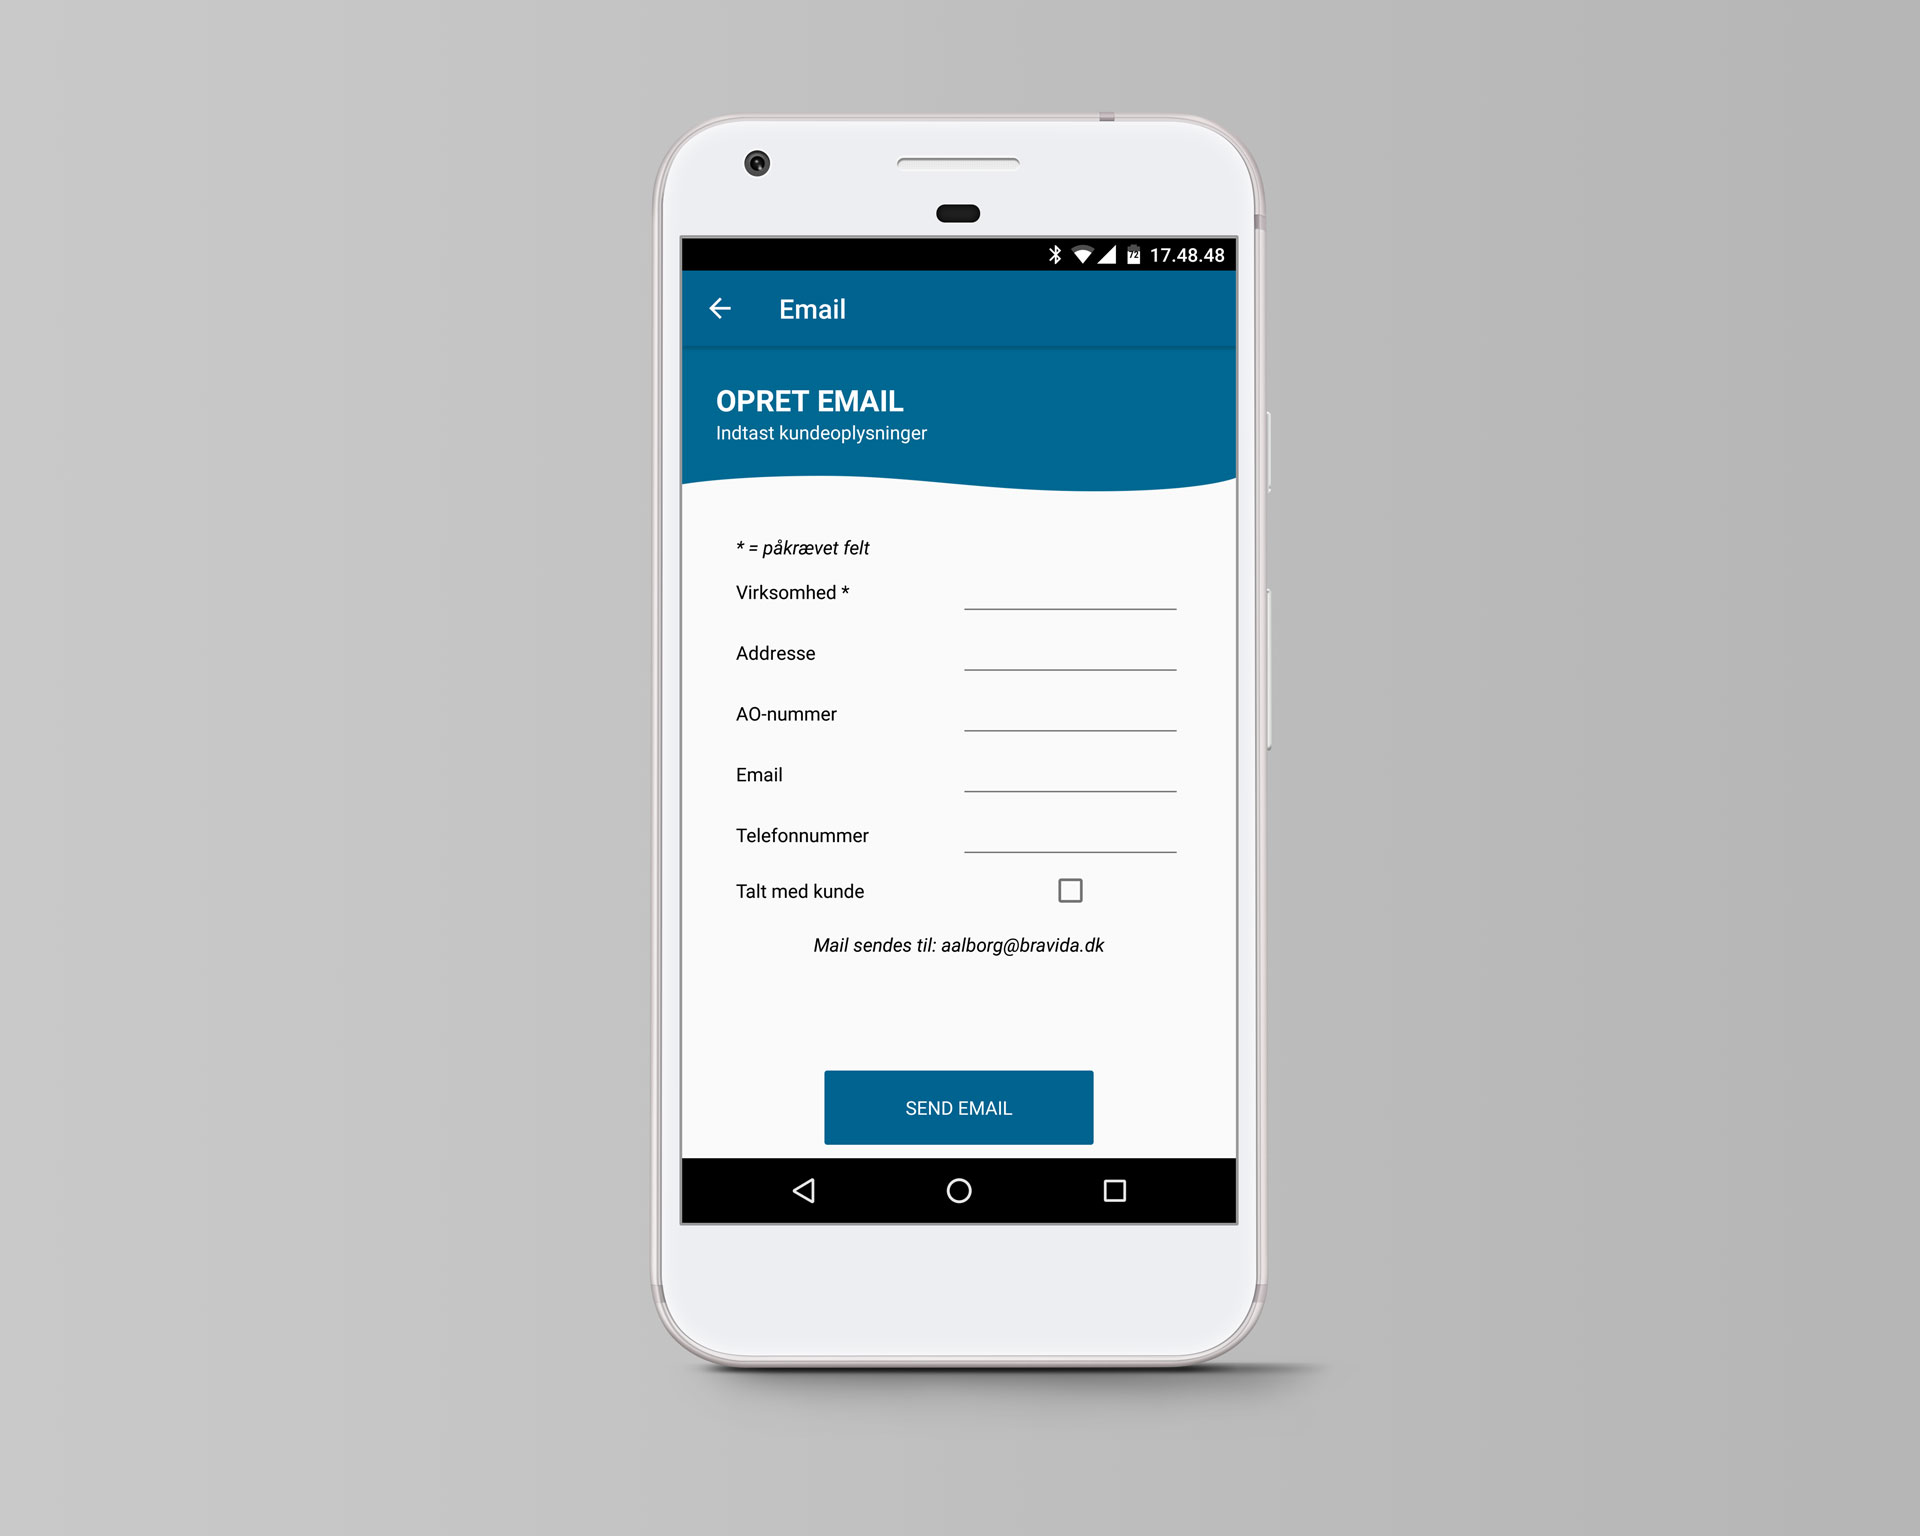 72 17.48.48
Email
OPRET EMAIL
Indtast kundeoplysninger
* = påkrævet felt
Virksomhed *
Addresse
AO-nummer
Email
Telefonnummer
Talt med kunde
Mail sendes til: aalborg@bravida.dk
SEND EMAIL